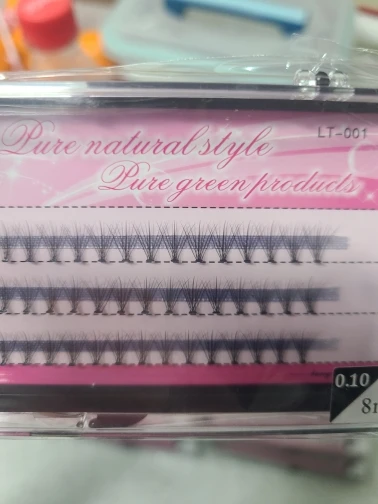 LT-001
Pure natural style
Pure green products
0.10